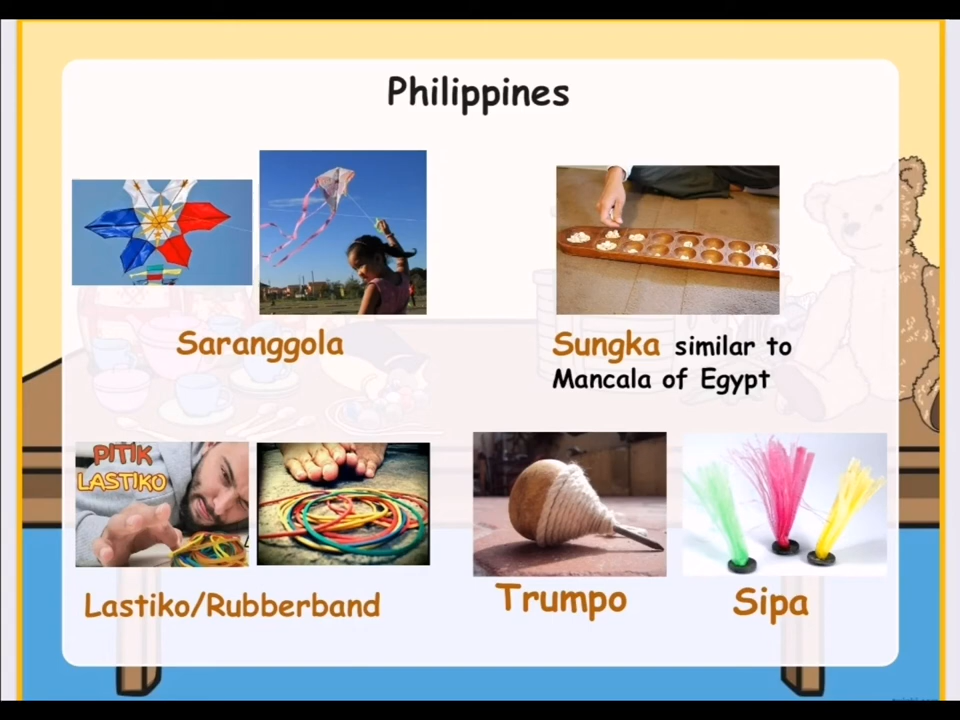 Philippines
Saranggola
Sungka similar to
Mancala of Egypt
PITIK
LASTIKO
Lastiko/Rubberband
Trumpo
Sipa